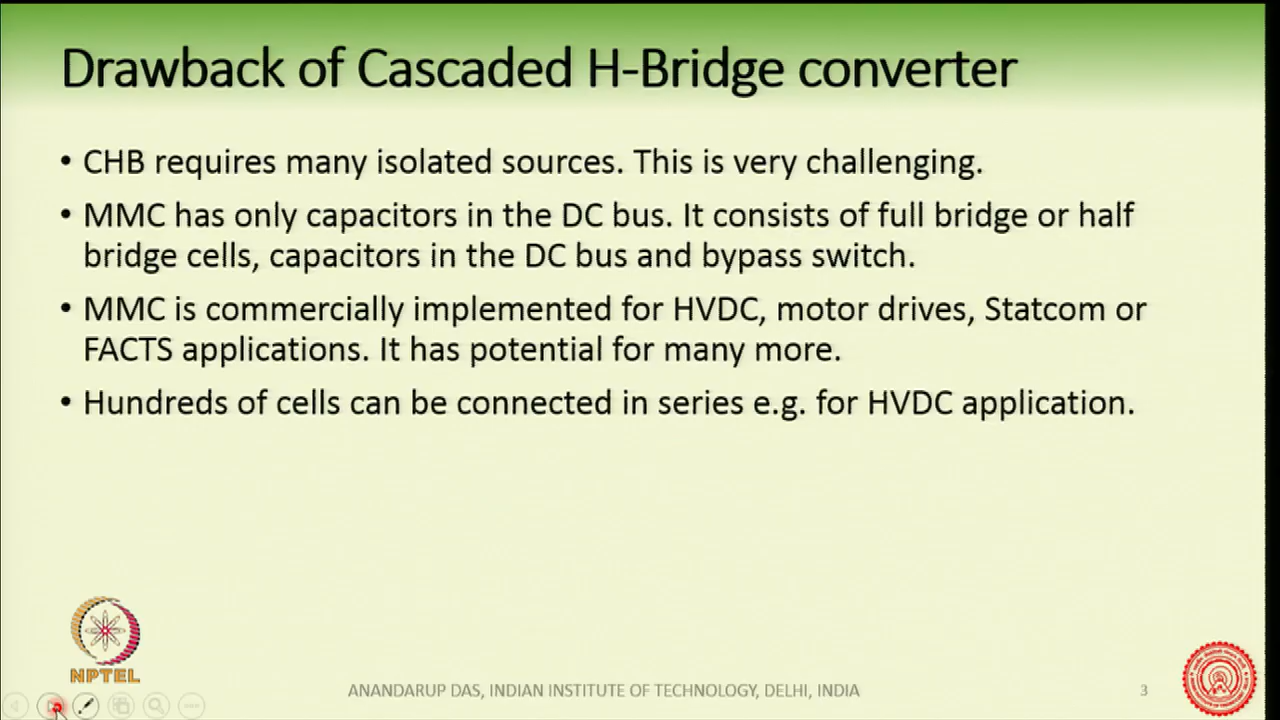 Drawback of Cascaded H-Bridge converter
• CHB requires many isolated sources. This is very challenging.
• MMC has only capacitors in the DC bus. It consists of full bridge or half
bridge cells, capacitors in the DC bus and bypass switch.
• MMC is commercially implemented for HVDC, motor drives, Statcom or
FACTS applications. It has potential for many more.
• Hundreds of cells can be connected in series e.g. for HVDC application.
NPTEL
ANANDARUP DAS, INDIAN INSTITUTE OF TECHNOLOGY, DELHI, INDIA
3